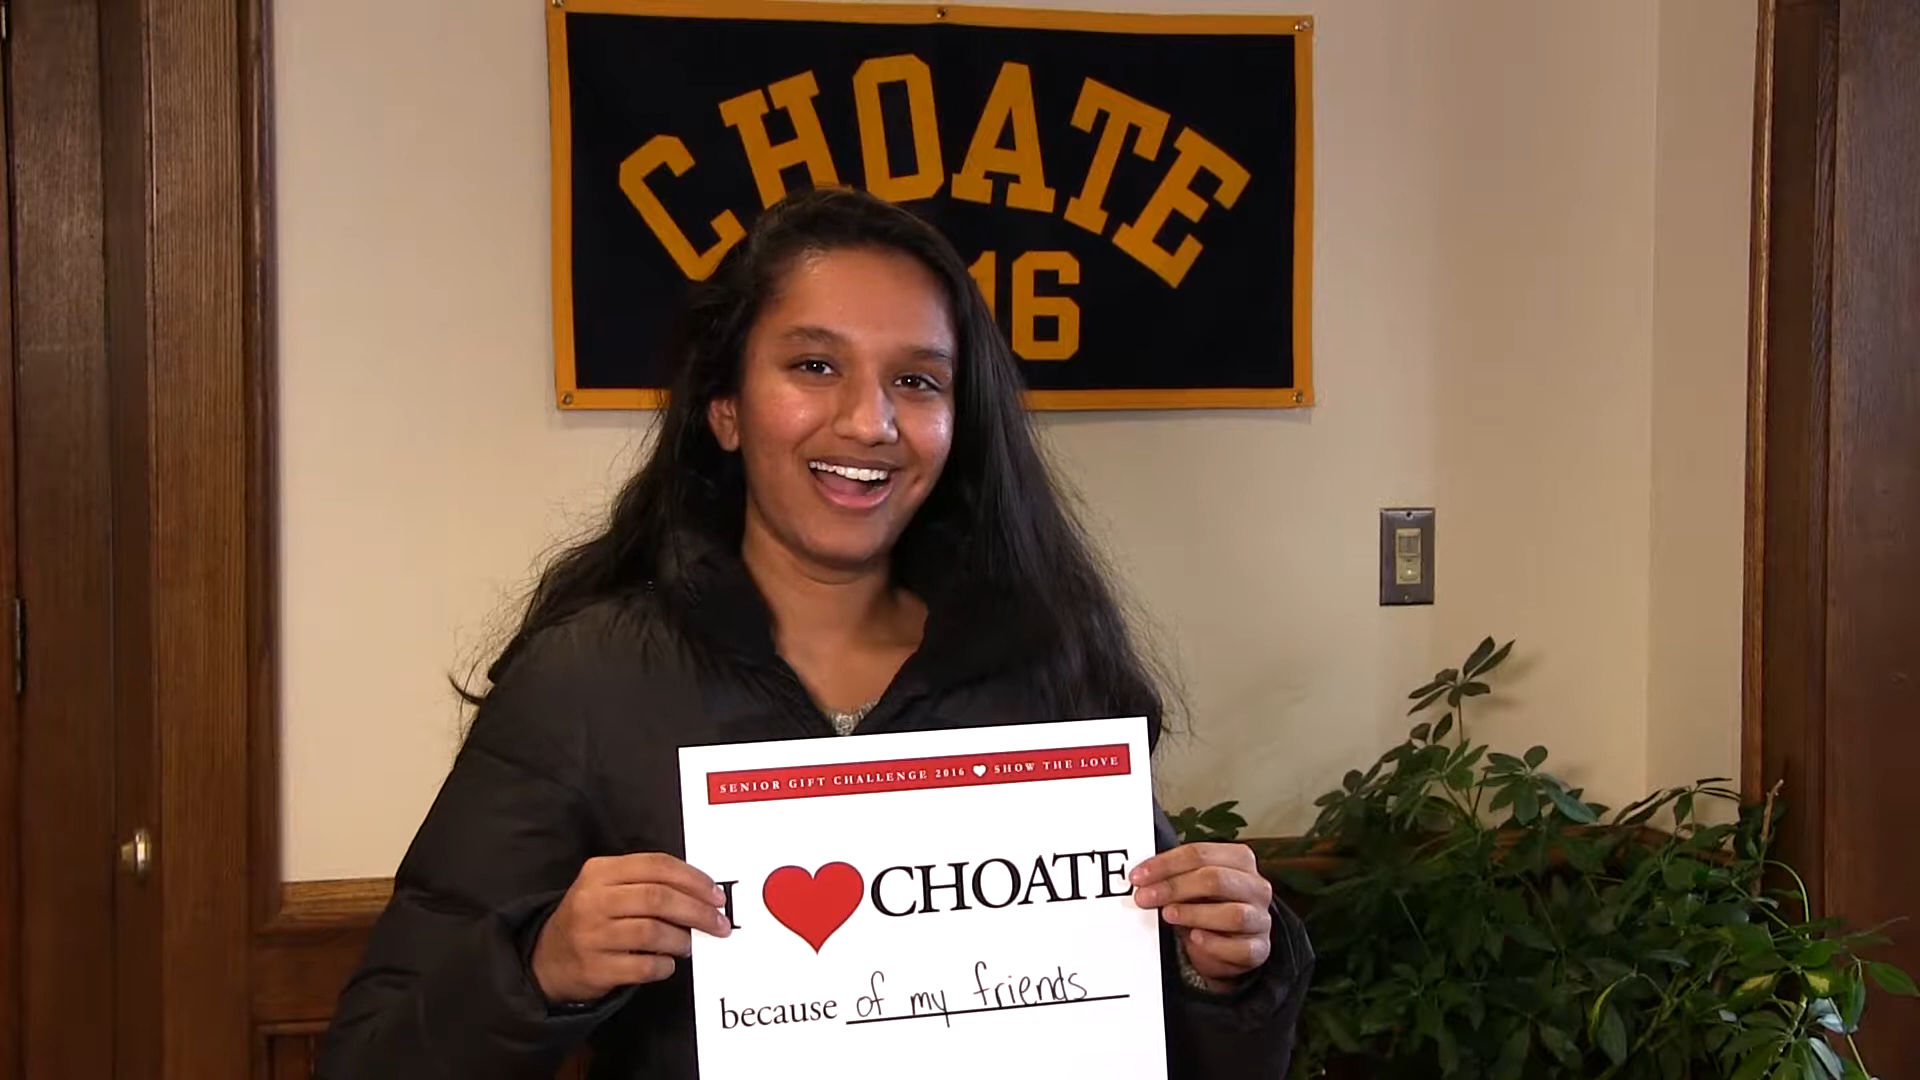 CHOATE
16
SENIOR GIFT CHALLENGE 2016 ♥ SHOW THE LOVE
I ♥ CHOATE
because of my friends